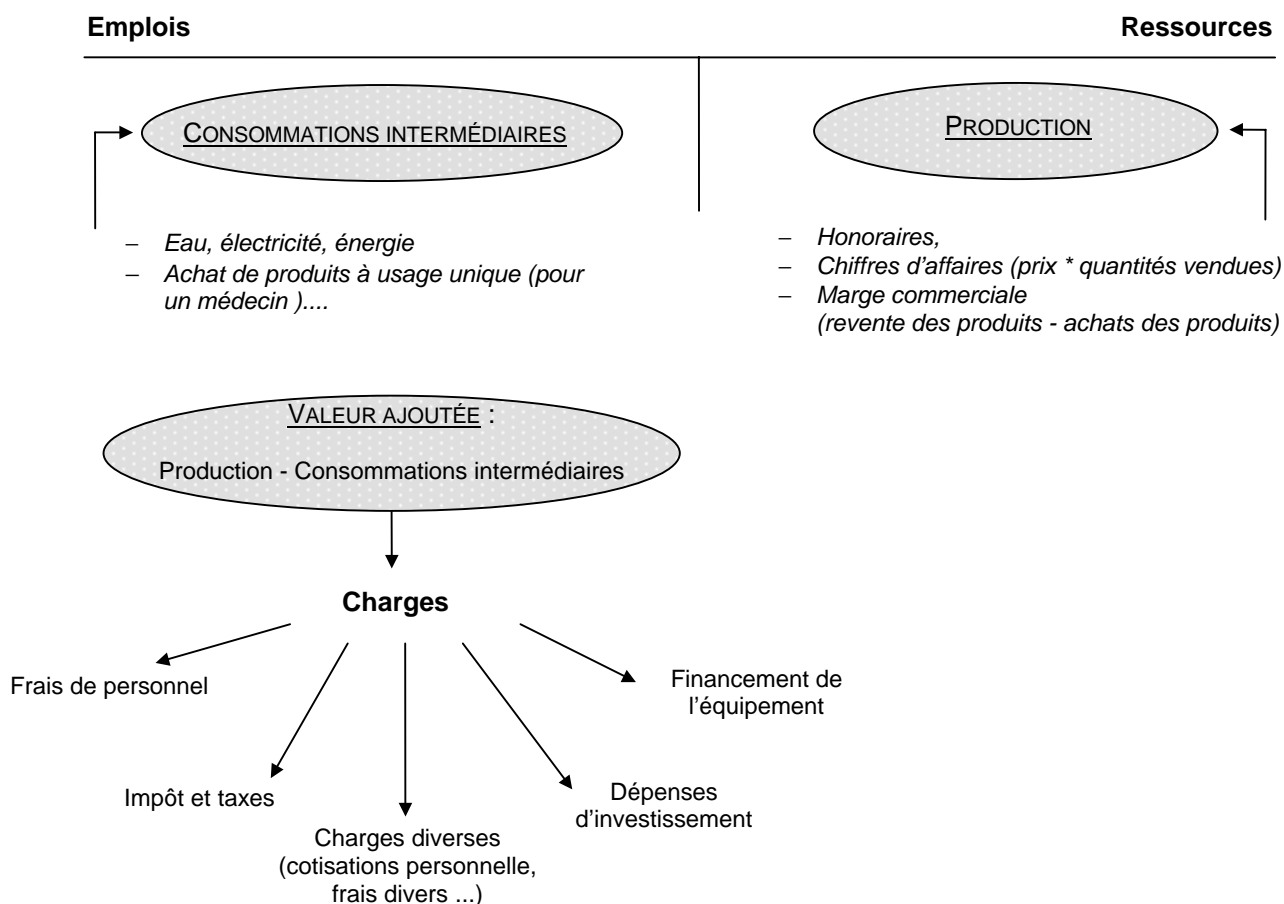 Emplois
Ressources
CONSOMMATIONS INTERMÉDIAIRES
PRODUCTION
– Eau, électricité, énergie
– Achat de produits à usage unique (pour
un médecin )....
– Honoraires,
– Chiffres d'affaires (prix * quantités vendues)
– Marge commerciale
(revente des produits - achats des produits)
VALEUR AJOUTÉE :
Production - Consommations intermédiaires
Charges
Frais de personnel
Financement de
l'équipement
Impôt et taxes
Dépenses
d'investissement
Charges diverses
(cotisations personnelle,
frais divers ...)